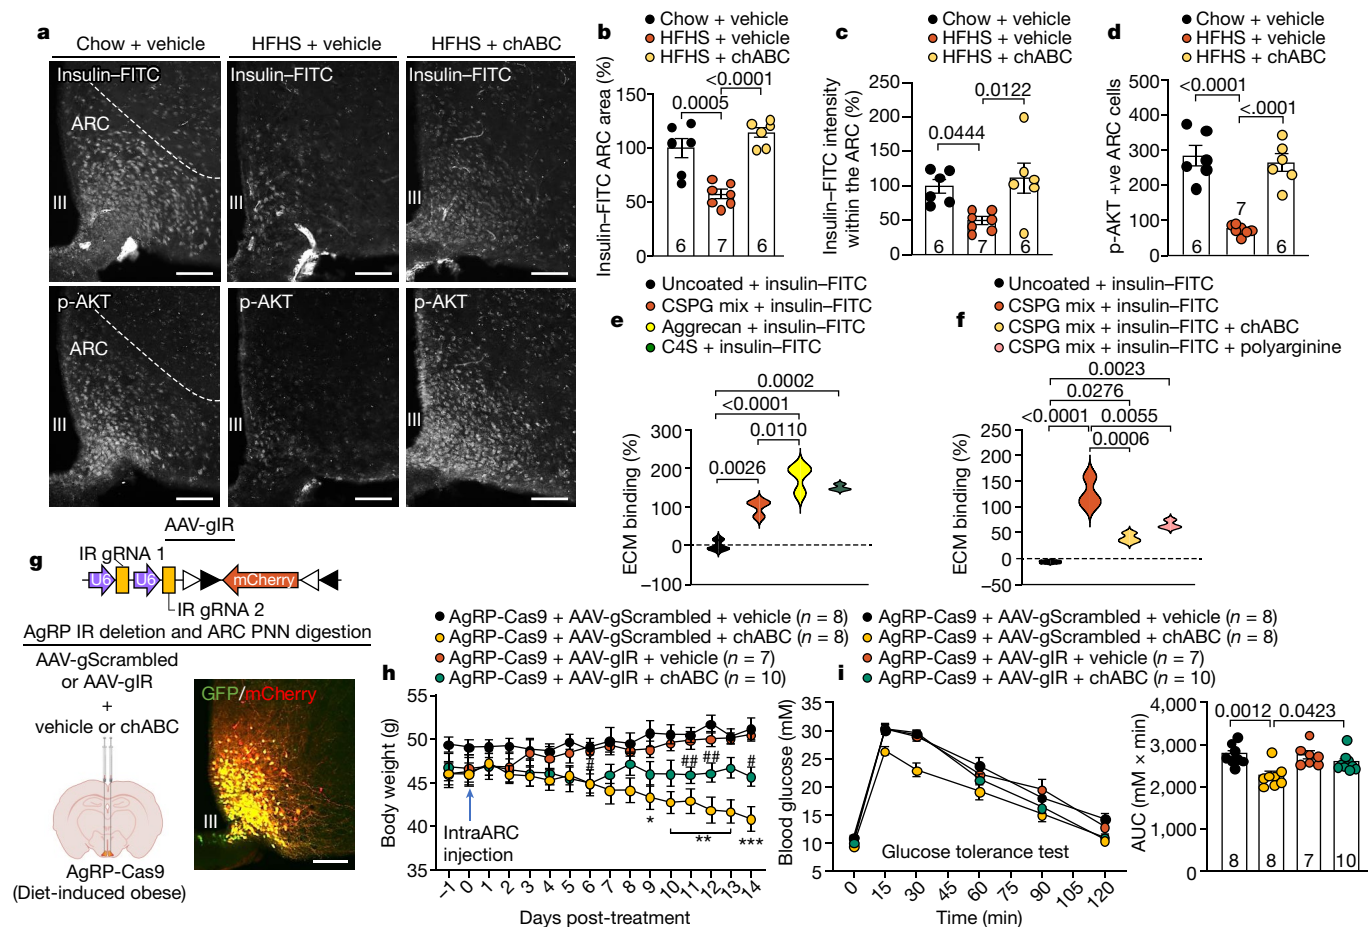 a
Chow + vehicle
HFHS + vehicle
HFHS + chABC
Insulin–FITC
ARC
III
Insulin–FITC
III
Insulin–FITC
III
p-AKT
ARC
III
p-AKT
III
p-AKT
III
b
Chow + vehicle
HFHS + vehicle
HFHS + chABC
Insulin–FITC ARC area (%)
150
100
50
0
0.0005
<0.0001
6
7
6
c
Chow + vehicle
HFHS + vehicle
HFHS + chABC
Insulin–FITC intensity
within the ARC (%)
250
200
150
100
50
0
0.0444
0.0122
6
7
6
d
Chow + vehicle
HFHS + vehicle
HFHS + chABC
p-AKT +ve ARC cells
500
400
300
200
100
0
<0.0001
<0001
6
7
6
e
Uncoated + insulin–FITC
CSPG mix + insulin–FITC
Aggrecan + insulin–FITC
C4S + insulin–FITC
ECM binding (%)
300
200
100
0
−100
0.0002
<0.0001
0.0110
0.0026
f
Uncoated + insulin–FITC
CSPG mix + insulin–FITC
CSPG mix + insulin–FITC + chABC
CSPG mix + insulin–FITC + polyarginine
ECM binding (%)
250
200
150
100
50
0
−50
0.0023
0.0276
<0.0001
0.0055
0.0006
g
AAV-gIR
IR gRNA 1
U6
U6
mCherry
IR gRNA 2
AgRP IR deletion and ARC PNN digestion
AAV-gScrambled
or AAV-gIR
+
vehicle or chABC
AgRP-Cas9
(Diet-induced obese)
GFP/mCherry
III
h
AgRP-Cas9 + AAV-gScrambled + vehicle (n = 8)
AgRP-Cas9 + AAV-gScrambled + chABC (n = 8)
AgRP-Cas9 + AAV-gIR + vehicle (n = 7)
AgRP-Cas9 + AAV-gIR + chABC (n = 10)
Body weight (g)
55
50
45
40
35
#
##
##
#
*
**
***
IntraARC
injection
−1 0 1 2 3 4 5 6 7 8 9 10 11 12 13 14
Days post-treatment
i
AgRP-Cas9 + AAV-gScrambled + vehicle (n = 8)
AgRP-Cas9 + AAV-gScrambled + chABC (n = 8)
AgRP-Cas9 + AAV-gIR + vehicle (n = 7)
AgRP-Cas9 + AAV-gIR + chABC (n = 10)
Blood glucose (mM)
35
30
25
20
15
10
5
Glucose tolerance test
0 15 30 45 60 75 90 105 120
Time (min)
AUC (mM × min)
4,000
3,000
2,000
1,000
0
0.0012
0.0423
8
8
7
10